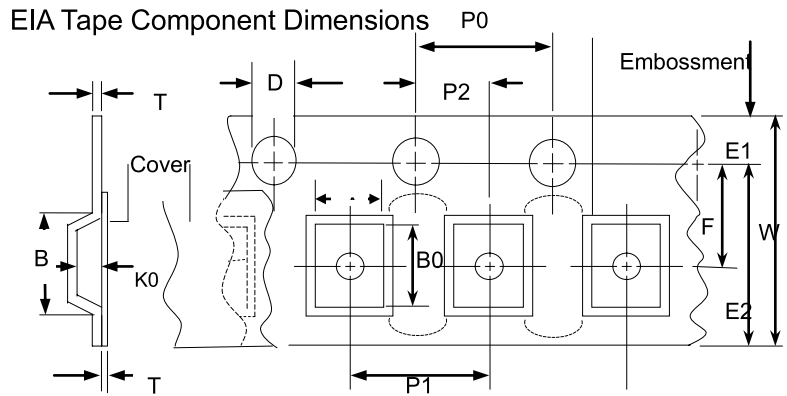 EIA Tape Component Dimensions
P0
Embossment
D
P2
T
E1
Cover
F
W
B
B0
K0
E2
P1
T